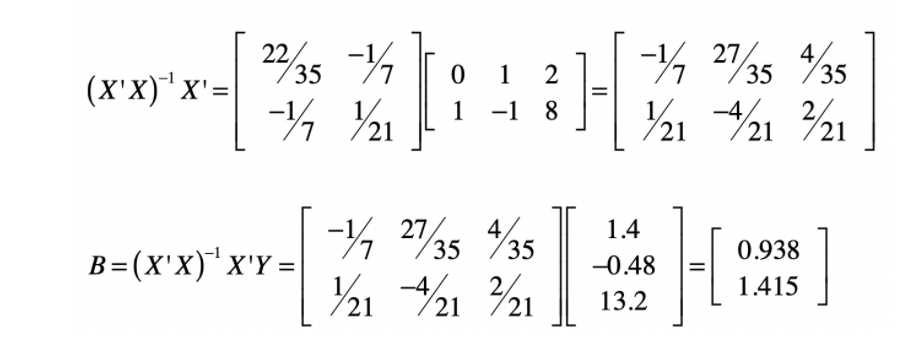 (X'X)⁻¹ X' = [ 22/35 −1/7 ; −1/7 1/21 ] [ 0 1 2 ; 1 −1 8 ] = [ −1/7 27/35 4/35 ; 1/21 −4/21 2/21 ]
B = (X'X)⁻¹ X'Y = [ −1/7 27/35 4/35 ; 1/21 −4/21 2/21 ] [ 1.4 ; −0.48 ; 13.2 ] = [ 0.938 ; 1.415 ]